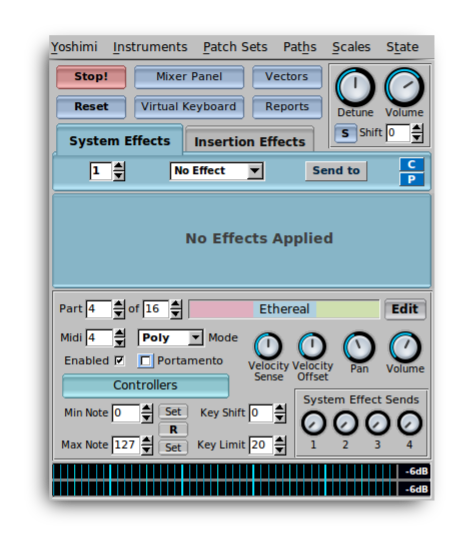 Yoshimi Instruments Patch Sets Paths Scales State
Stop! Mixer Panel Vectors
Reset Virtual Keyboard Reports
Detune Volume
S Shift 0
System Effects Insertion Effects
1 No Effect Send to C
P
No Effects Applied
Part 4 of 16 Ethereal Edit
Midi 4 Poly Mode
Enabled Portamento
Velocity Sense Velocity Offset Pan Volume
Controllers
System Effect Sends
Min Note 0 Set Key Shift 0
R
Max Note 127 Set Key Limit 20
1 2 3 4
-6dB
-6dB